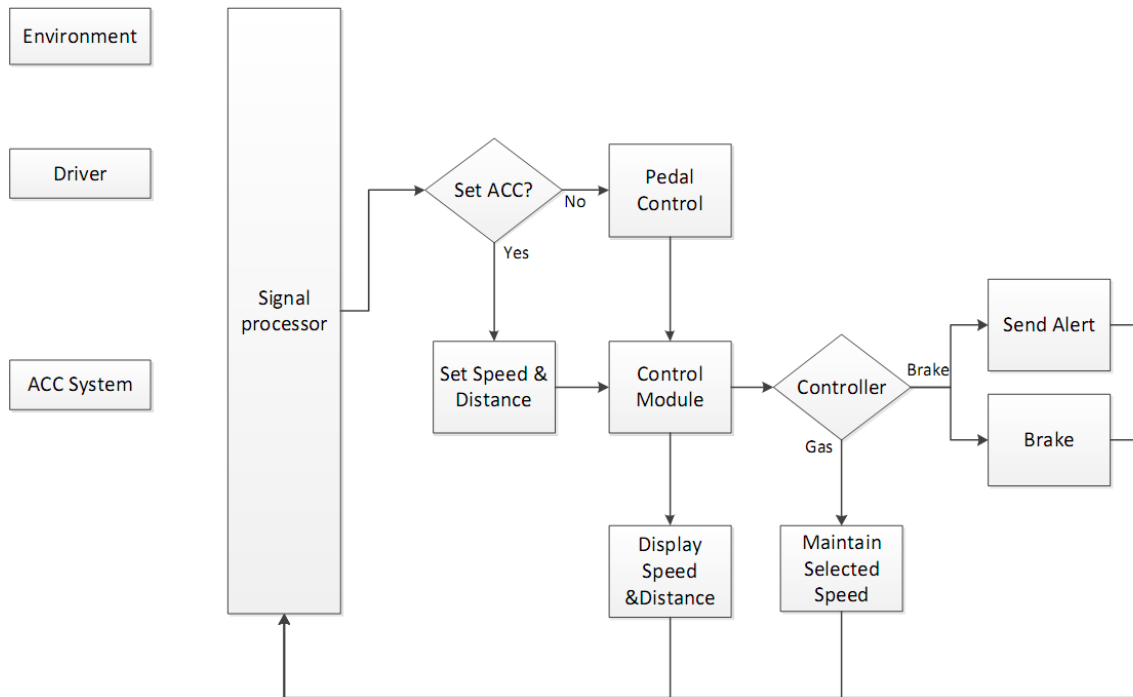 Environment
Driver
ACC System
Signal
processor
Set ACC?
No
Yes
Pedal
Control
Set Speed &
Distance
Control
Module
Controller
Brake
Gas
Send Alert
Brake
Display
Speed
&Distance
Maintain
Selected
Speed